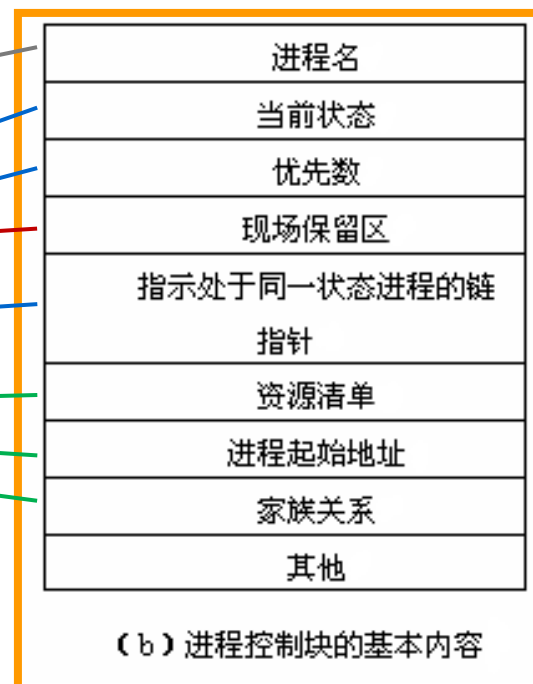 进程名
当前状态
优先数
现场保留区
指示处于同一状态进程的链
指针
资源清单
进程起始地址
家族关系
其他
(b)进程控制块的基本内容